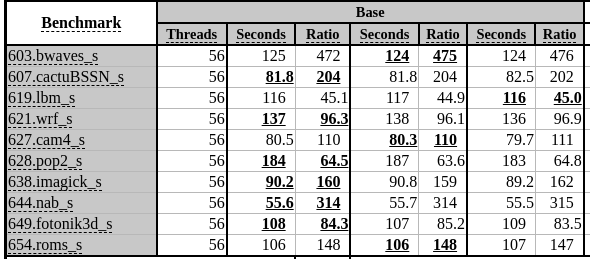 Benchmark Base
Threads Seconds Ratio Seconds Ratio Seconds Ratio
603.bwaves_s 56 125 472 124 475 124 476
607.cactuBSSN_s 56 81.8 204 81.8 204 82.5 202
619.lbm_s 56 116 45.1 117 44.9 116 45.0
621.wrf_s 56 137 96.3 138 96.1 136 96.9
627.cam4_s 56 80.5 110 80.3 110 79.7 111
628.pop2_s 56 184 64.5 187 63.6 183 64.8
638.imagick_s 56 90.2 160 90.8 159 89.2 162
644.nab_s 56 55.6 314 55.7 314 55.5 315
649.fotonik3d_s 56 108 84.3 107 85.2 109 83.5
654.roms_s 56 106 148 106 148 107 147